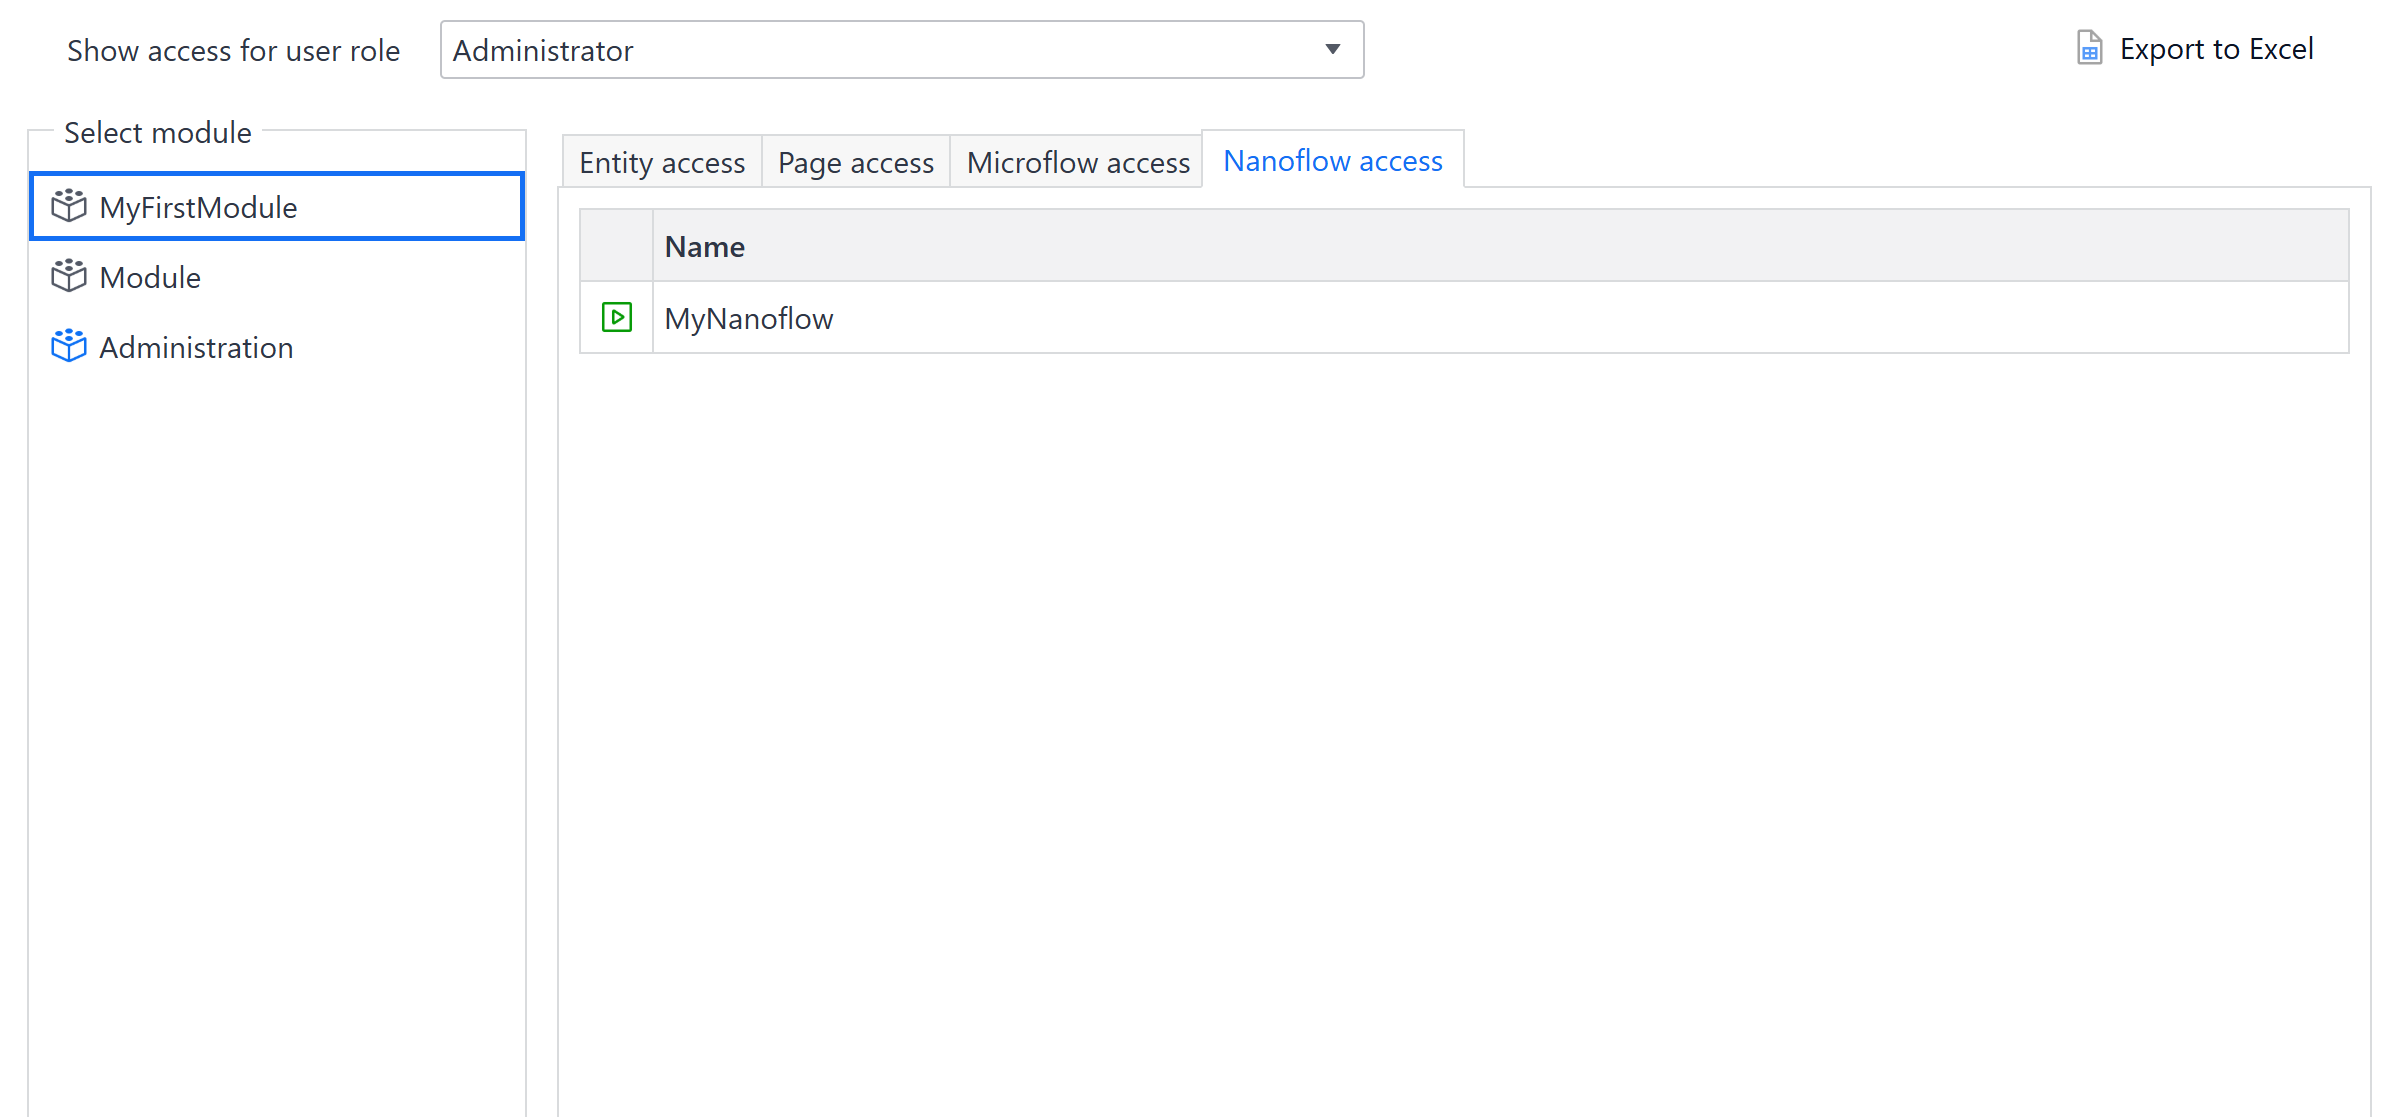 Show access for user role
Administrator
Export to Excel
Select module
MyFirstModule
Module
Administration
Entity access
Page access
Microflow access
Nanoflow access
Name
MyNanoflow